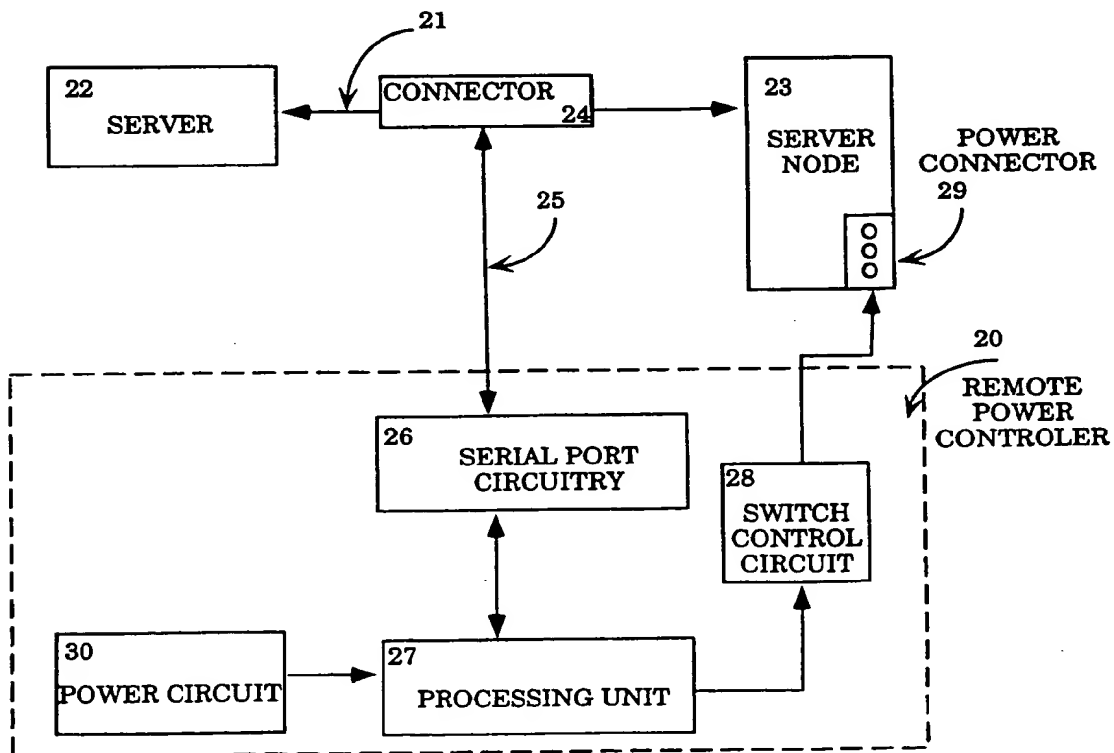 21
22
SERVER
CONNECTOR
24
23
SERVER
NODE
POWER
CONNECTOR
29
25
20
REMOTE
POWER
CONTROLER
26
SERIAL PORT
CIRCUITRY
28
SWITCH
CONTROL
CIRCUIT
30
POWER CIRCUIT
27
PROCESSING UNIT